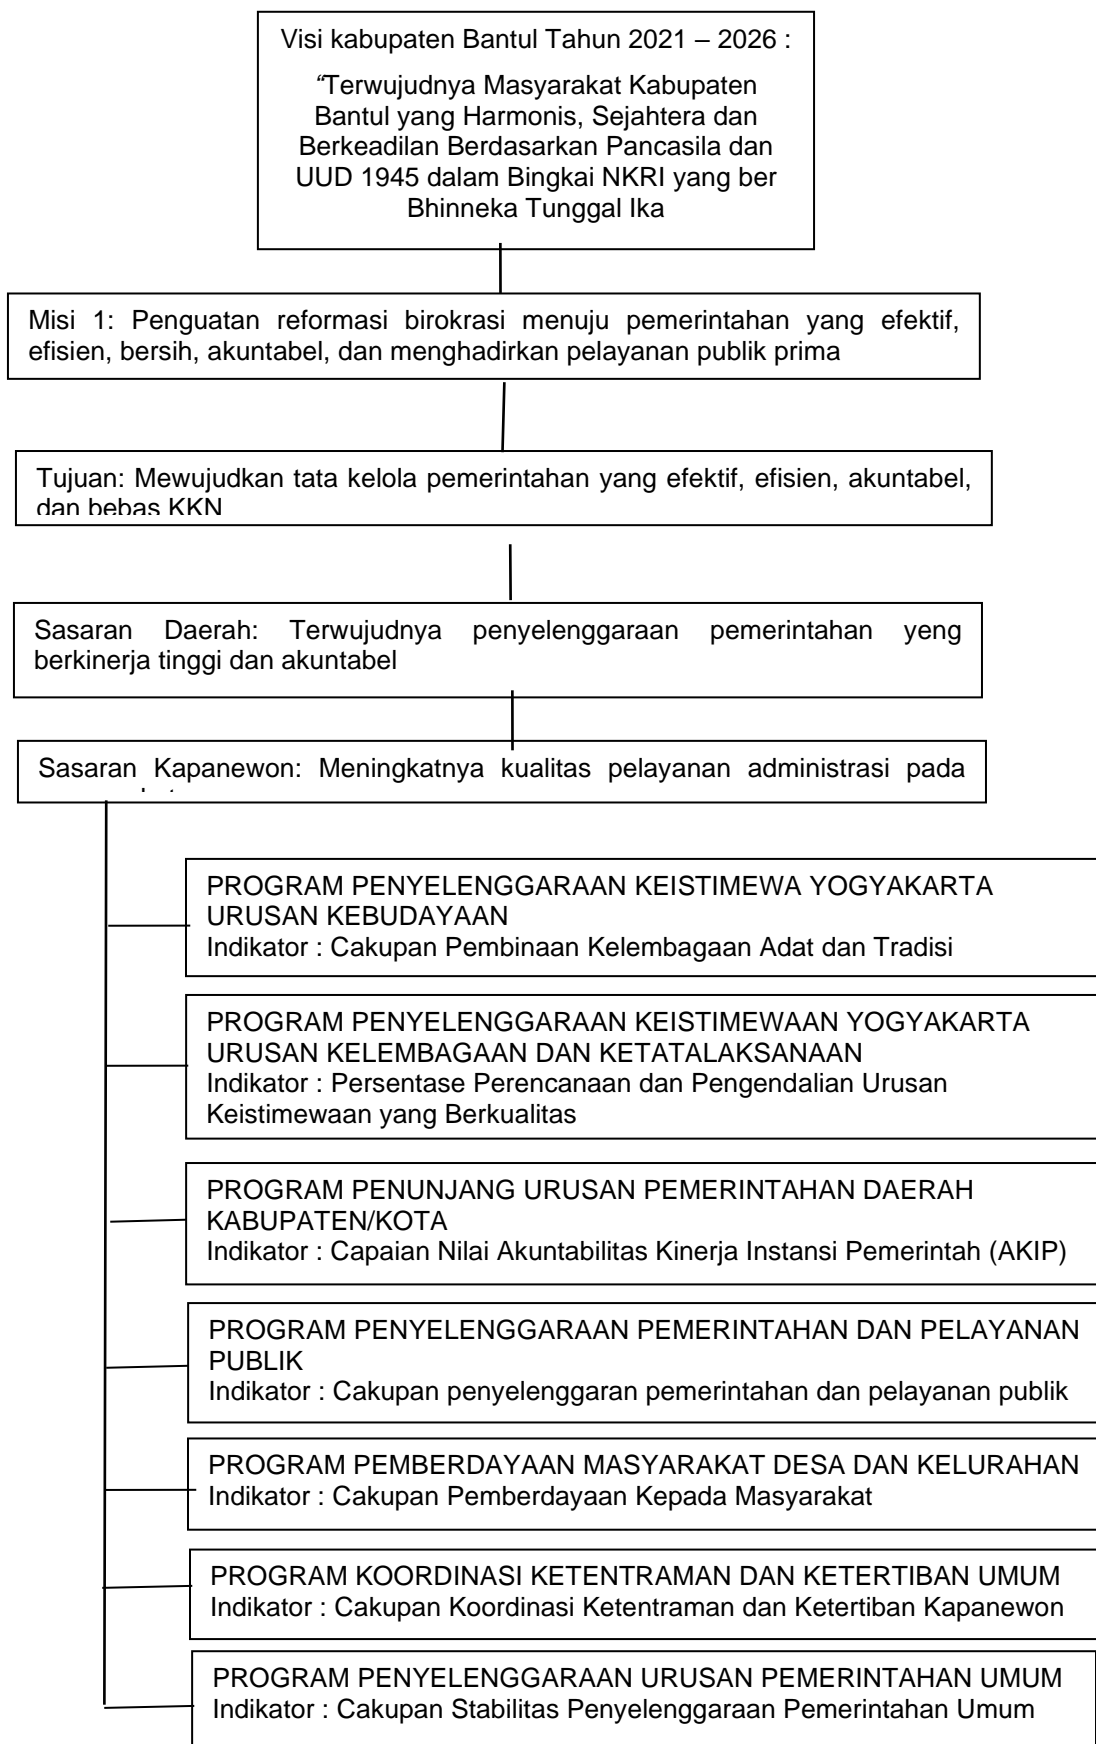 Visi kabupaten Bantul Tahun 2021 – 2026 :
“Terwujudnya Masyarakat Kabupaten
Bantul yang Harmonis, Sejahtera dan
Berkeadilan Berdasarkan Pancasila dan
UUD 1945 dalam Bingkai NKRI yang ber
Bhinneka Tunggal Ika
Misi 1: Penguatan reformasi birokrasi menuju pemerintahan yang efektif,
efisien, bersih, akuntabel, dan menghadirkan pelayanan publik prima
Tujuan: Mewujudkan tata kelola pemerintahan yang efektif, efisien, akuntabel,
dan bebas KKN
Sasaran Daerah: Terwujudnya penyelenggaraan pemerintahan yeng
berkinerja tinggi dan akuntabel
Sasaran Kapanewon: Meningkatnya kualitas pelayanan administrasi pada
PROGRAM PENYELENGGARAAN KEISTIMEWA YOGYAKARTA
URUSAN KEBUDAYAAN
Indikator : Cakupan Pembinaan Kelembagaan Adat dan Tradisi
PROGRAM PENYELENGGARAAN KEISTIMEWAAN YOGYAKARTA
URUSAN KELEMBAGAAN DAN KETATALAKSANAAN
Indikator : Persentase Perencanaan dan Pengendalian Urusan
Keistimewaan yang Berkualitas
PROGRAM PENUNJANG URUSAN PEMERINTAHAN DAERAH
KABUPATEN/KOTA
Indikator : Capaian Nilai Akuntabilitas Kinerja Instansi Pemerintah (AKIP)
PROGRAM PENYELENGGARAAN PEMERINTAHAN DAN PELAYANAN
PUBLIK
Indikator : Cakupan penyelenggaran pemerintahan dan pelayanan publik
PROGRAM PEMBERDAYAAN MASYARAKAT DESA DAN KELURAHAN
Indikator : Cakupan Pemberdayaan Kepada Masyarakat
PROGRAM KOORDINASI KETENTRAMAN DAN KETERTIBAN UMUM
Indikator : Cakupan Koordinasi Ketentraman dan Ketertiban Kapanewon
PROGRAM PENYELENGGARAAN URUSAN PEMERINTAHAN UMUM
Indikator : Cakupan Stabilitas Penyelenggaraan Pemerintahan Umum